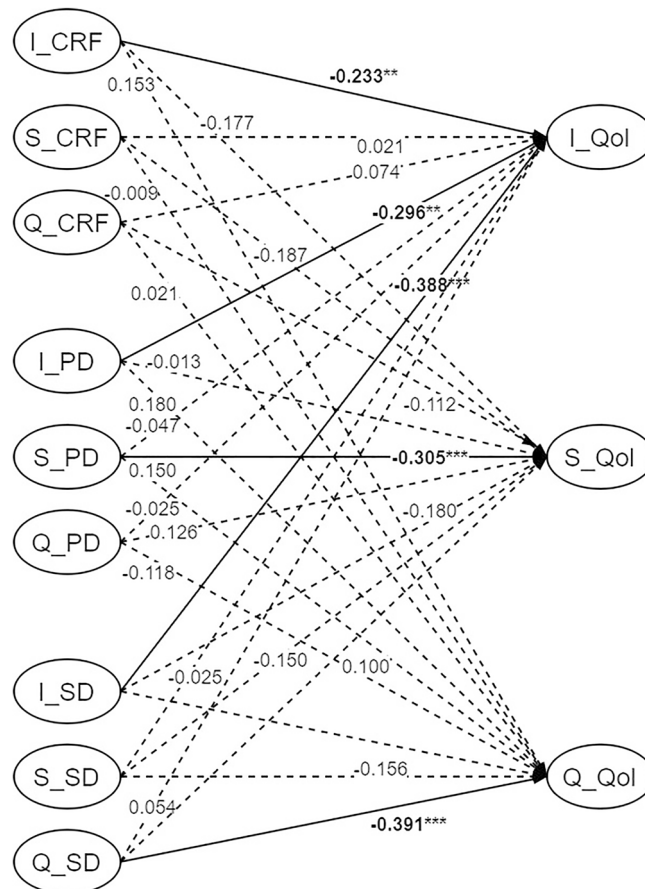 I_CRF
0.153
-0.233**
-0.177
S_CRF
0.021
I_Qol
0.074
-0.009
Q_CRF
-0.296**
-0.187
0.021
-0.388***
I_PD
-0.013
0.180
-0.112
-0.047
S_PD
-0.305***
S_Qol
0.150
-0.025
-0.180
-0.126
Q_PD
-0.118
-0.150
0.100
-0.025
I_SD
S_SD
-0.156
Q_Qol
0.054
-0.391***
Q_SD